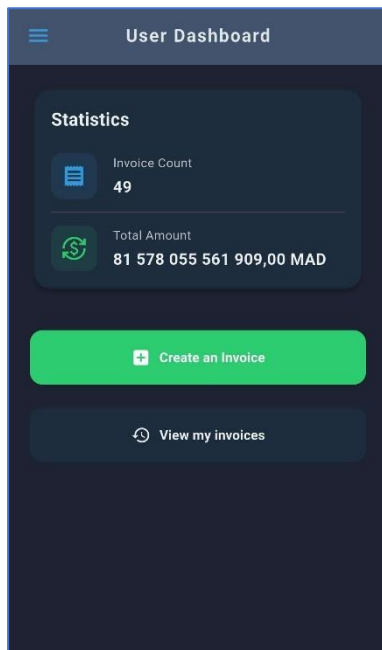 User Dashboard
Statistics
Invoice Count
49
Total Amount
81 578 055 561 909,00 MAD
Create an Invoice
View my invoices